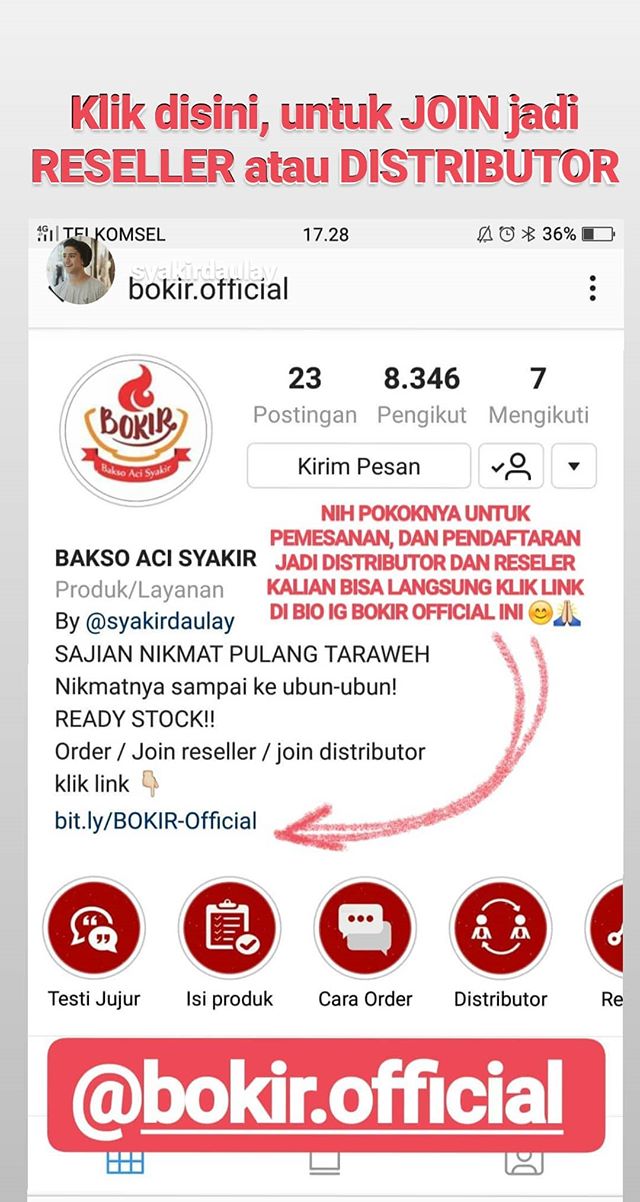 Klik disini, untuk JOIN jadi
RESELLER atau DISTRIBUTOR
4G TELKOMSEL 17.28 36%
syakirdaulay
bokir.official
BOKIR
Bakso Aci Syakir
23 8.346 7
Postingan Pengikut Mengikuti
Kirim Pesan
NIH POKOKNYA UNTUK
PEMESANAN, DAN PENDAFTARAN
JADI DISTRIBUTOR DAN RESELER
KALIAN BISA LANGSUNG KLIK LINK
DI BIO IG BOKIR OFFICIAL INI 😊🙏
BAKSO ACI SYAKIR
Produk/Layanan
By @syakirdaulay
SAJIAN NIKMAT PULANG TARAWEH
Nikmatnya sampai ke ubun-ubun!
READY STOCK!!
Order / Join reseller / join distributor
klik link 👇🏻
bit.ly/BOKIR-Official
Testi Jujur Isi produk Cara Order Distributor Re
@bokir.official